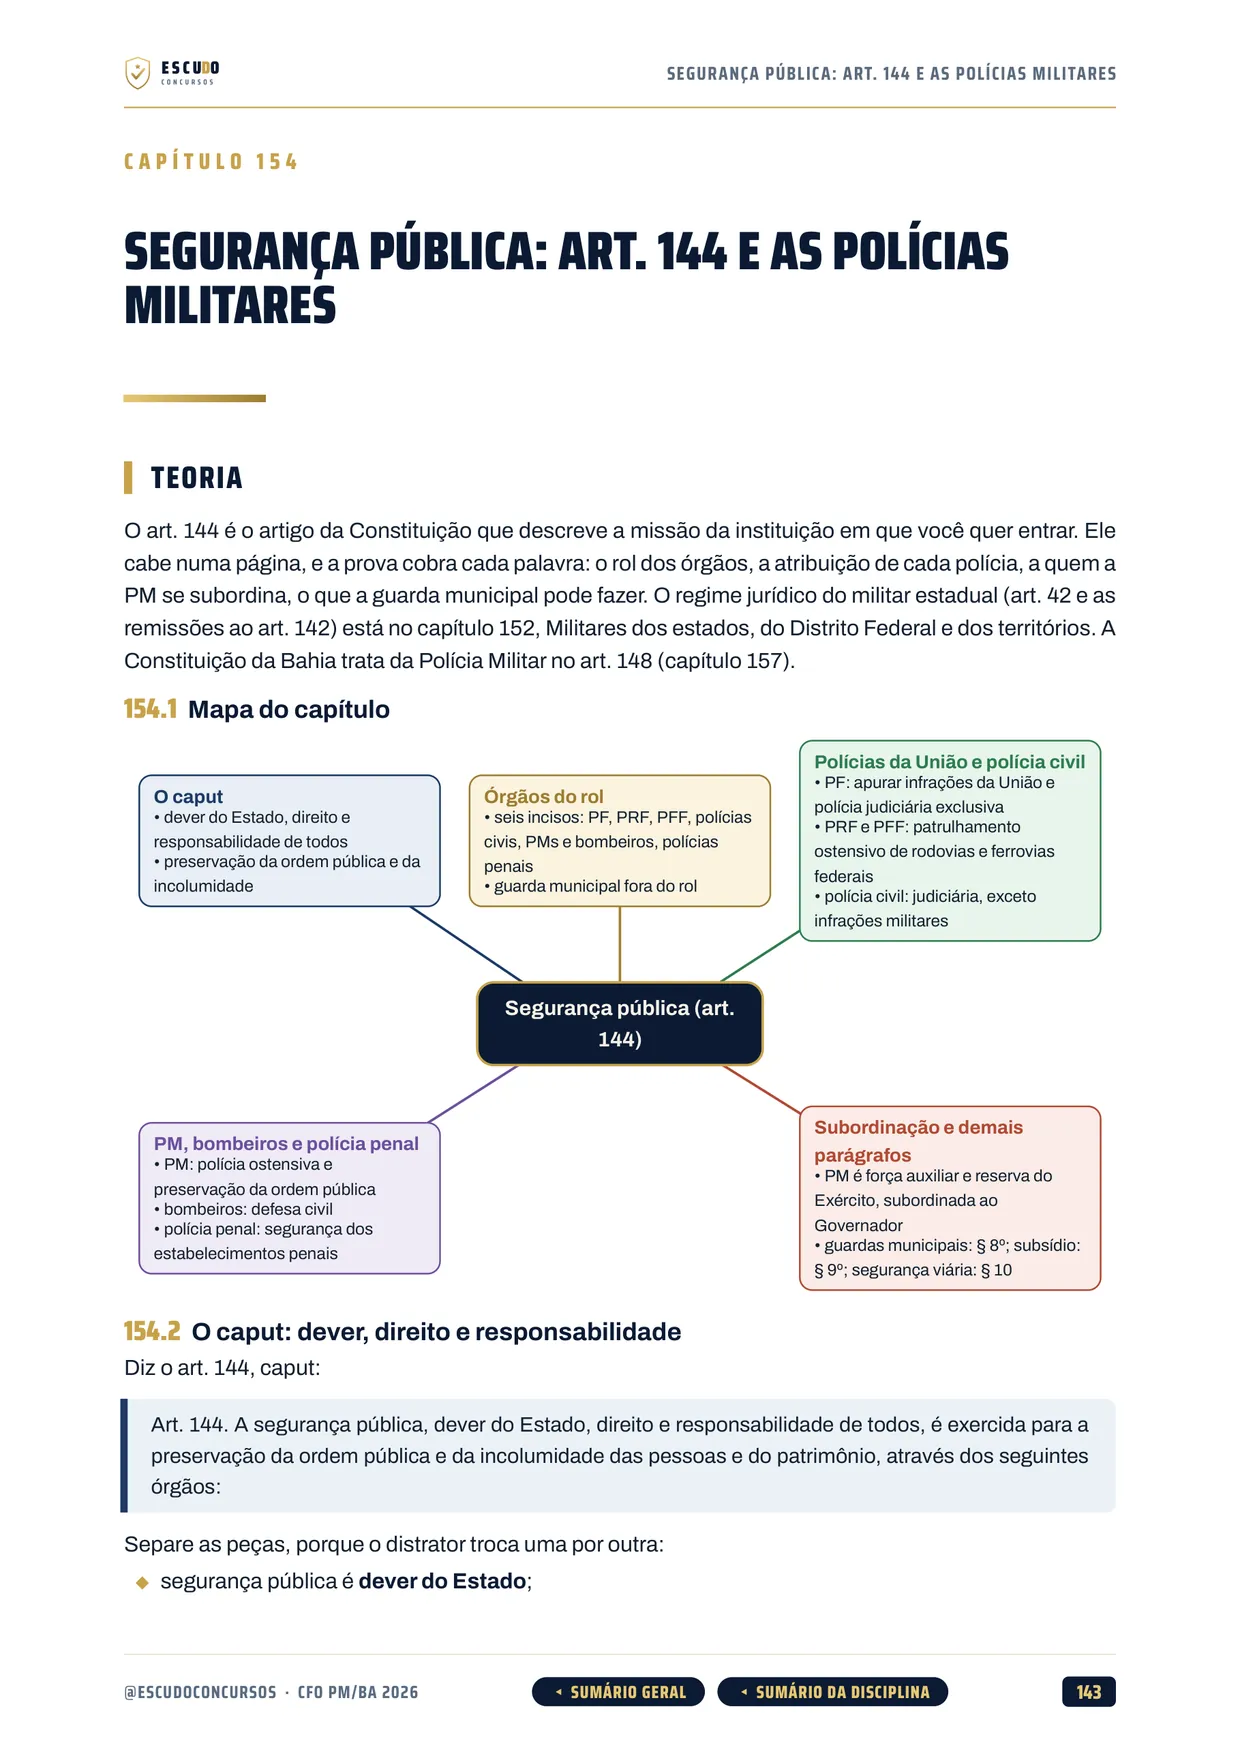 ESCUDO
CONCURSOS
SEGURANÇA PÚBLICA: ART. 144 E AS POLÍCIAS MILITARES
CAPÍTULO 154
SEGURANÇA PÚBLICA: ART. 144 E AS POLÍCIAS
MILITARES
TEORIA
O art. 144 é o artigo da Constituição que descreve a missão da instituição em que você quer entrar. Ele
cabe numa página, e a prova cobra cada palavra: o rol dos órgãos, a atribuição de cada polícia, a quem a
PM se subordina, o que a guarda municipal pode fazer. O regime jurídico do militar estadual (art. 42 e as
remissões ao art. 142) está no capítulo 152, Militares dos estados, do Distrito Federal e dos territórios. A
Constituição da Bahia trata da Polícia Militar no art. 148 (capítulo 157).
154.1 Mapa do capítulo
O caput
• dever do Estado, direito e
responsabilidade de todos
• preservação da ordem pública e da
incolumidade
Órgãos do rol
• seis incisos: PF, PRF, PFF, polícias
civis, PMs e bombeiros, polícias
penais
• guarda municipal fora do rol
Polícias da União e polícia civil
• PF: apurar infrações da União e
polícia judiciária exclusiva
• PRF e PFF: patrulhamento
ostensivo de rodovias e ferrovias
federais
• polícia civil: judiciária, exceto
infrações militares
Segurança pública (art.
144)
PM, bombeiros e polícia penal
• PM: polícia ostensiva e
preservação da ordem pública
• bombeiros: defesa civil
• polícia penal: segurança dos
estabelecimentos penais
Subordinação e demais
parágrafos
• PM é força auxiliar e reserva do
Exército, subordinada ao
Governador
• guardas municipais: § 8º; subsídio:
§ 9º; segurança viária: § 10
154.2 O caput: dever, direito e responsabilidade
Diz o art. 144, caput:
Art. 144. A segurança pública, dever do Estado, direito e responsabilidade de todos, é exercida para a
preservação da ordem pública e da incolumidade das pessoas e do patrimônio, através dos seguintes
órgãos:
Separe as peças, porque o distrator troca uma por outra:
◆ segurança pública é dever do Estado;
@ESCUDOCONCURSOS · CFO PM/BA 2026
◂ SUMÁRIO GERAL
◂ SUMÁRIO DA DISCIPLINA
143